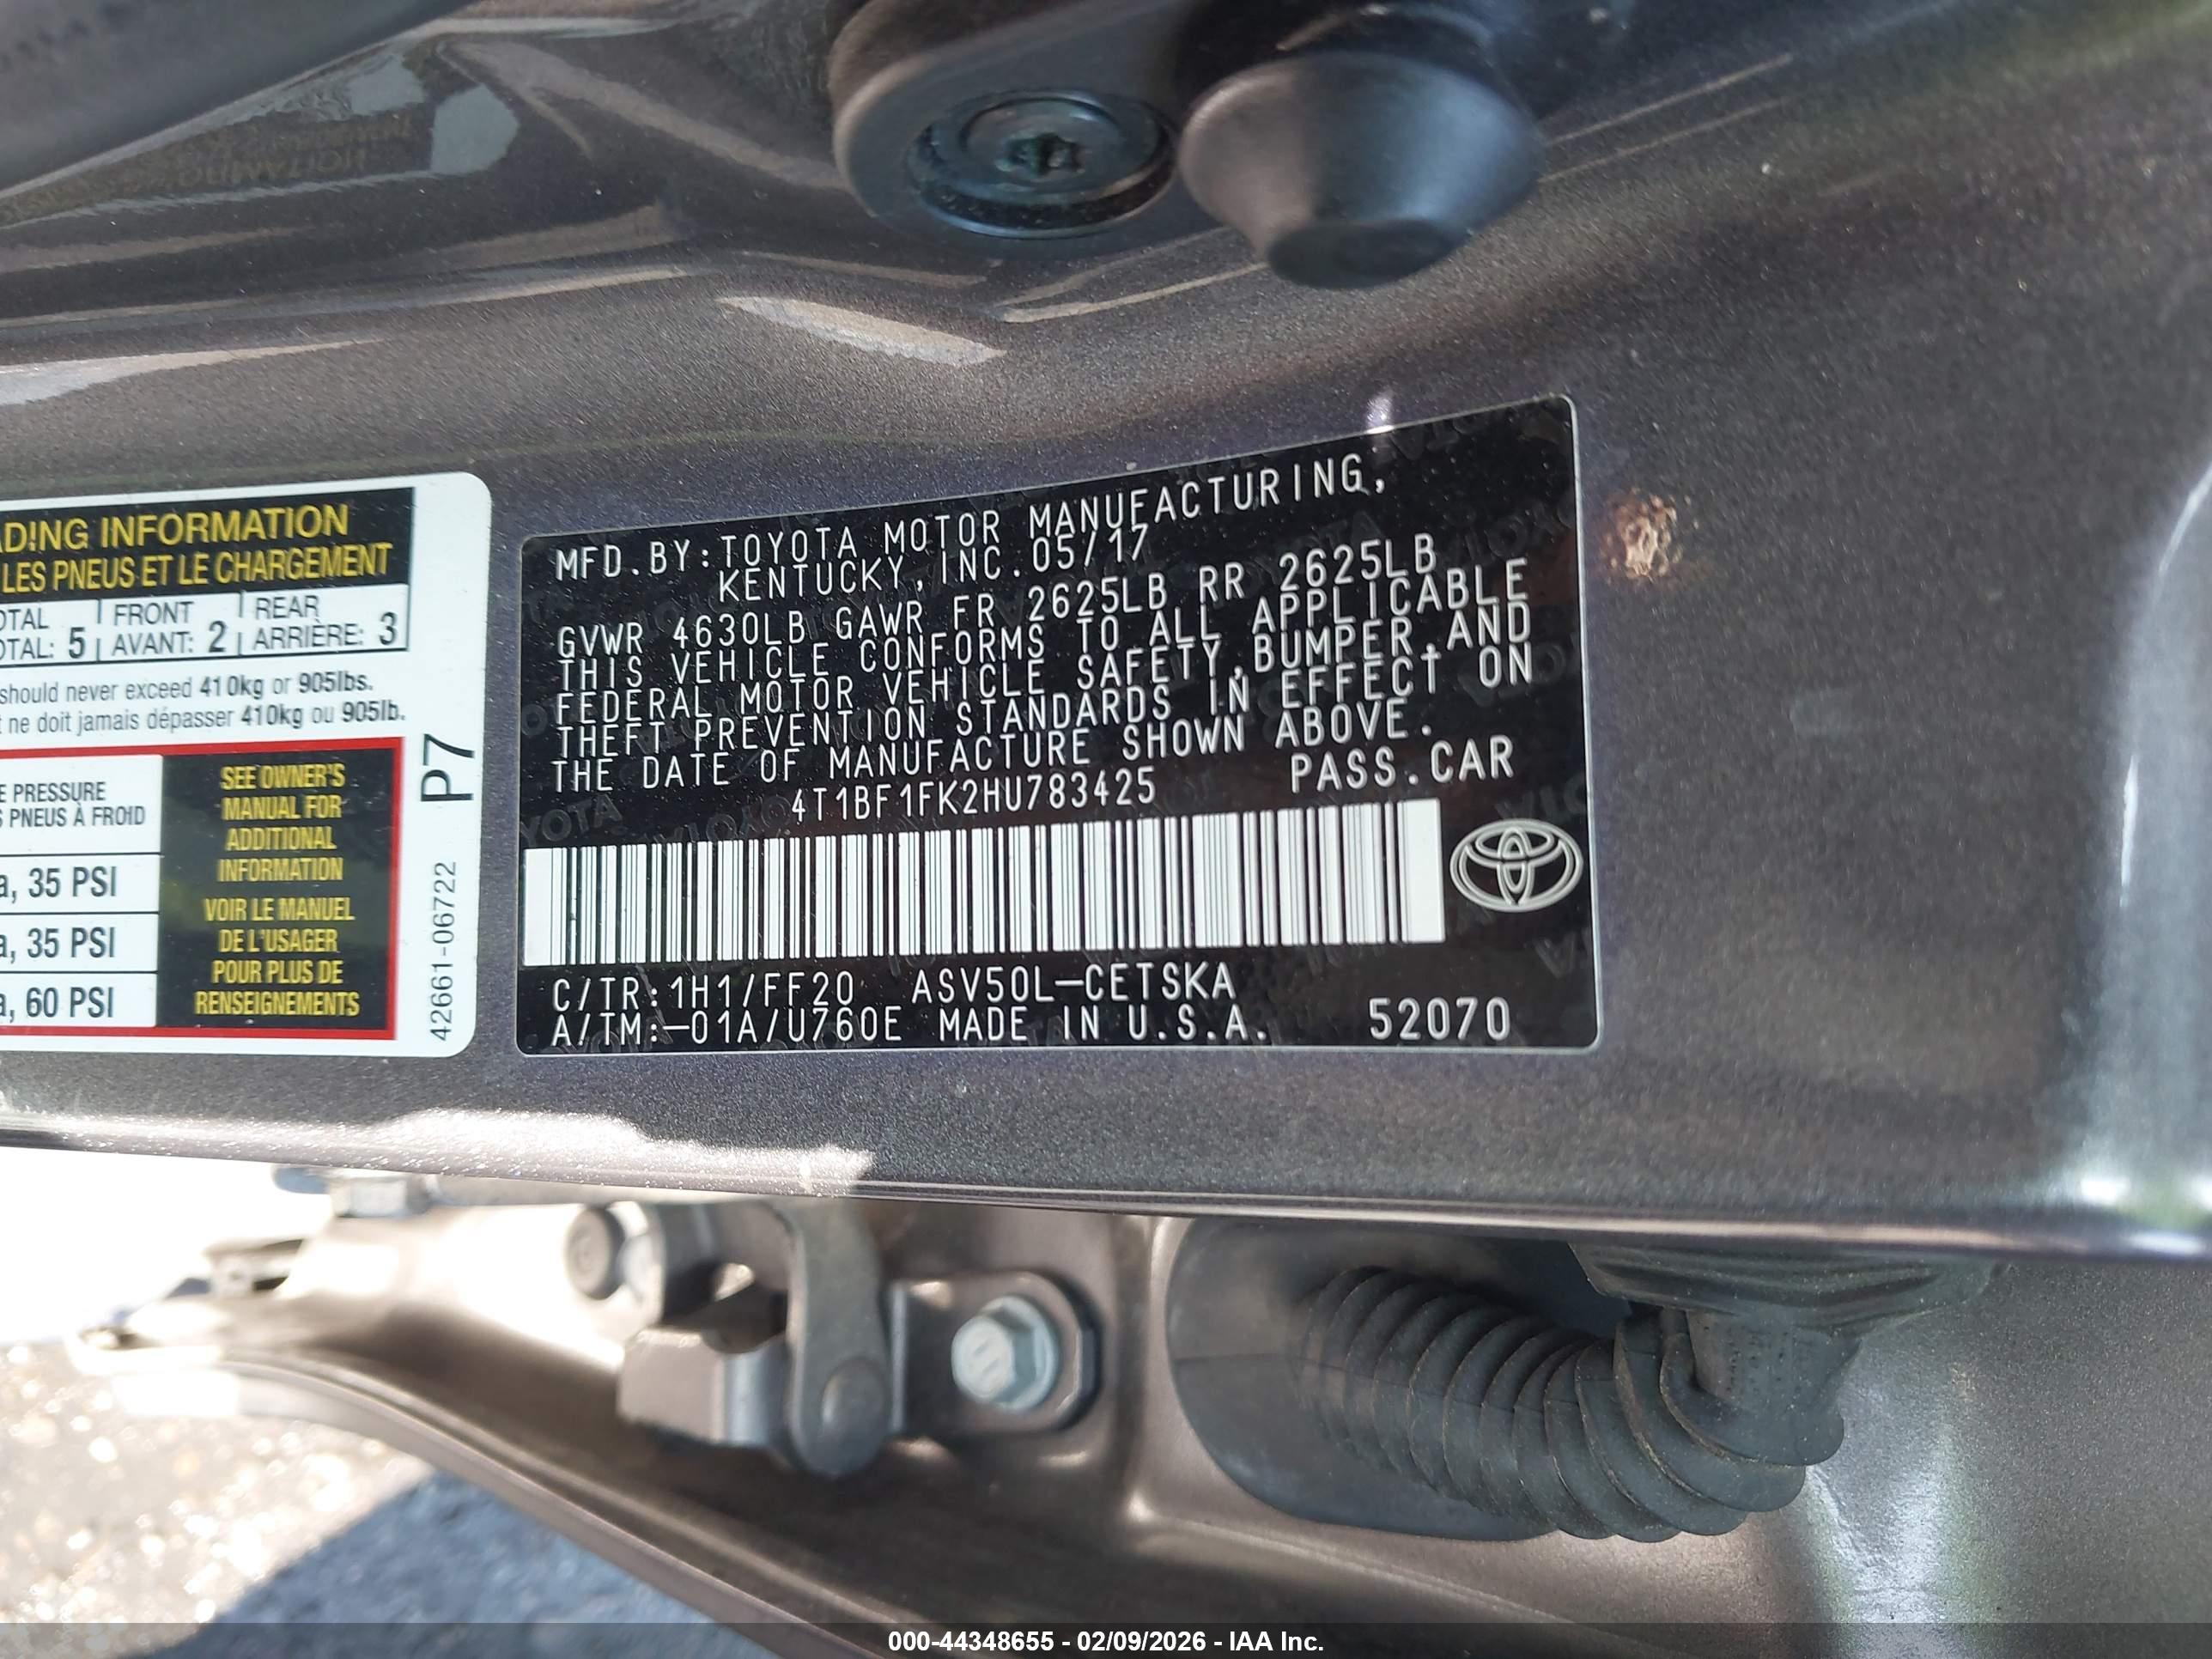 ADING INFORMATION
LES PNEUS ET LE CHARGEMENT
OTAL | FRONT | REAR
OTAL: 5 | AVANT: 2 | ARRIÈRE: 3
should never exceed 410kg or 905lbs.
t ne doit jamais dépasser 410kg ou 905lb.
E PRESSURE
S PNEUS À FROID
a, 35 PSI
a, 35 PSI
a, 60 PSI
SEE OWNER'S
MANUAL FOR
ADDITIONAL
INFORMATION
VOIR LE MANUEL
DE L'USAGER
POUR PLUS DE
RENSEIGNEMENTS
P7
42661-06722
MFD.BY:TOYOTA MOTOR MANUFACTURING,
KENTUCKY,INC.05/17
GVWR 4630LB GAWR FR 2625LB RR 2625LB
THIS VEHICLE CONFORMS TO ALL APPLICABLE
FEDERAL MOTOR VEHICLE SAFETY,BUMPER,AND
THEFT PREVENTION STANDARDS IN EFFECT ON
THE DATE OF MANUFACTURE SHOWN ABOVE.
4T1BF1FK2HU783425 PASS.CAR
C/TR:1H1/FF20 ASV50L-CETSKA
A/TM:-01A/U760E MADE IN U.S.A. 52070
000-44348655 - 02/09/2026 - IAA Inc.